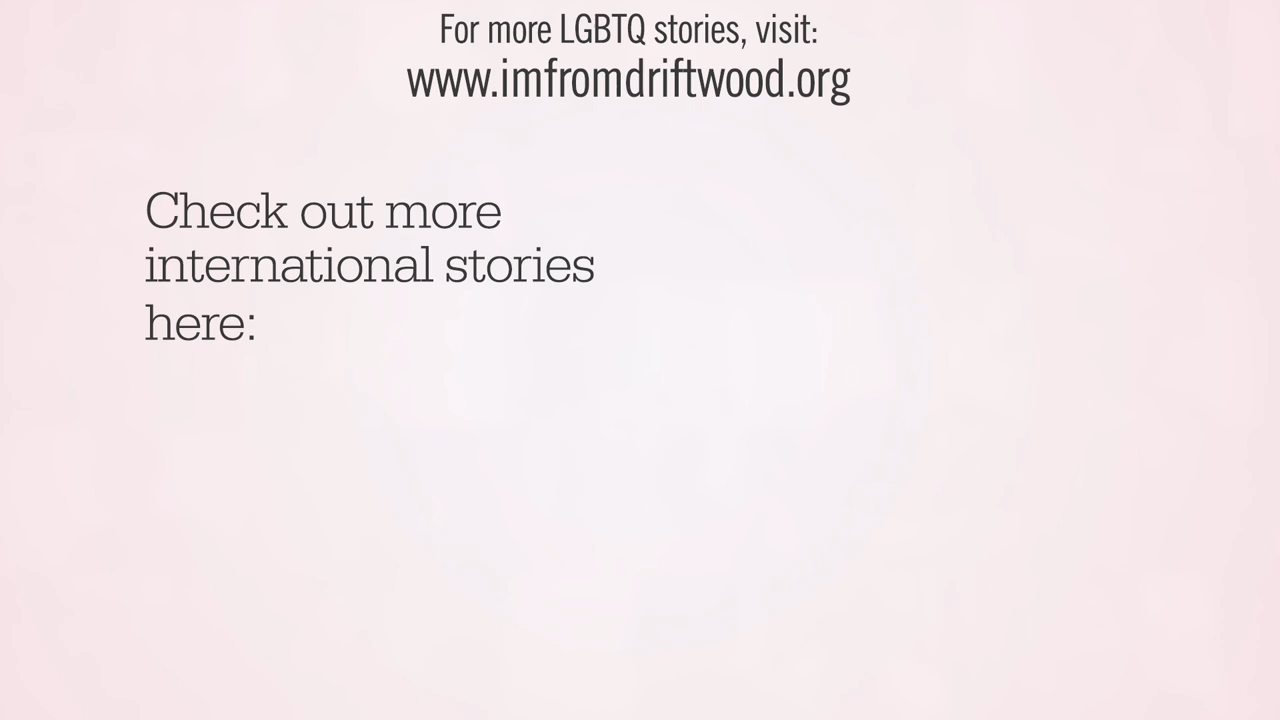 For more LGBTQ stories, visit:
www.imfromdriftwood.org
Check out more
international stories
here: